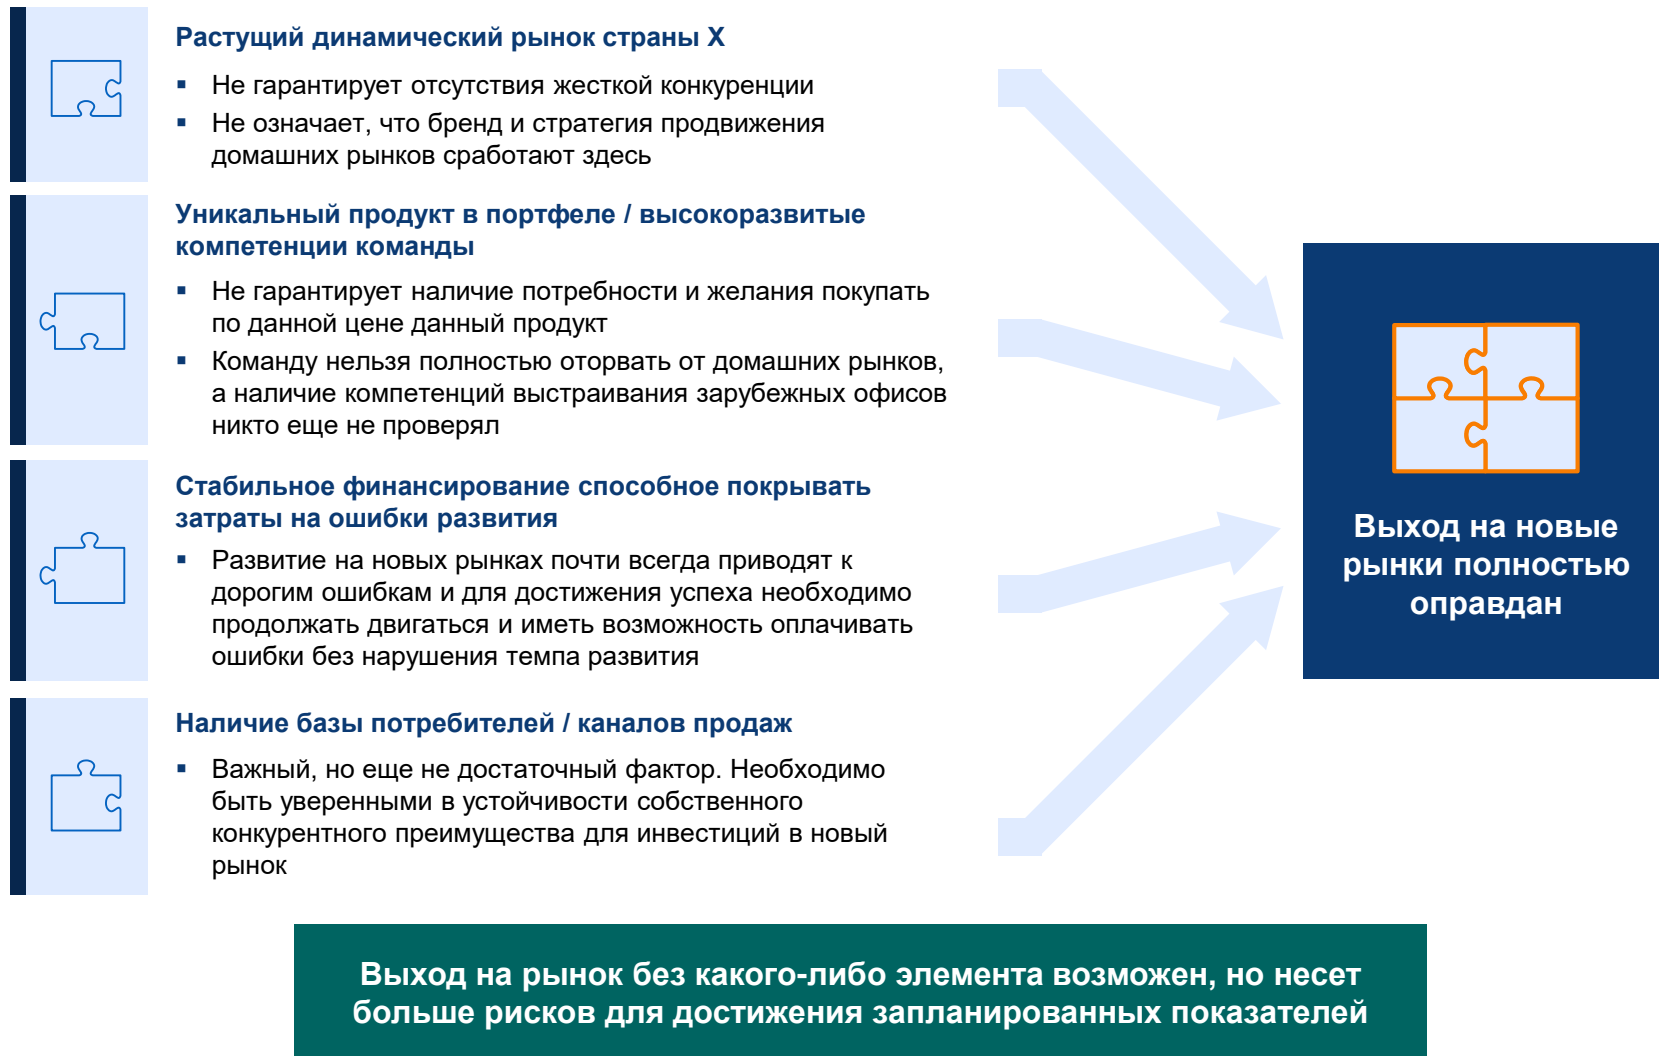 Растущий динамический рынок страны X
▪ Не гарантирует отсутствия жесткой конкуренции
▪ Не означает, что бренд и стратегия продвижения
домашних рынков сработают здесь
Уникальный продукт в портфеле / высокоразвитые
компетенции команды
▪ Не гарантирует наличие потребности и желания покупать
по данной цене данный продукт
▪ Команду нельзя полностью оторвать от домашних рынков,
а наличие компетенций выстраивания зарубежных офисов
никто еще не проверял
Стабильное финансирование способное покрывать
затраты на ошибки развития
▪ Развитие на новых рынках почти всегда приводят к
дорогим ошибкам и для достижения успеха необходимо
продолжать двигаться и иметь возможность оплачивать
ошибки без нарушения темпа развития
Наличие базы потребителей / каналов продаж
▪ Важный, но еще не достаточный фактор. Необходимо
быть уверенными в устойчивости собственного
конкурентного преимущества для инвестиций в новый
рынок
Выход на новые
рынки полностью
оправдан
Выход на рынок без какого-либо элемента возможен, но несет
больше рисков для достижения запланированных показателей